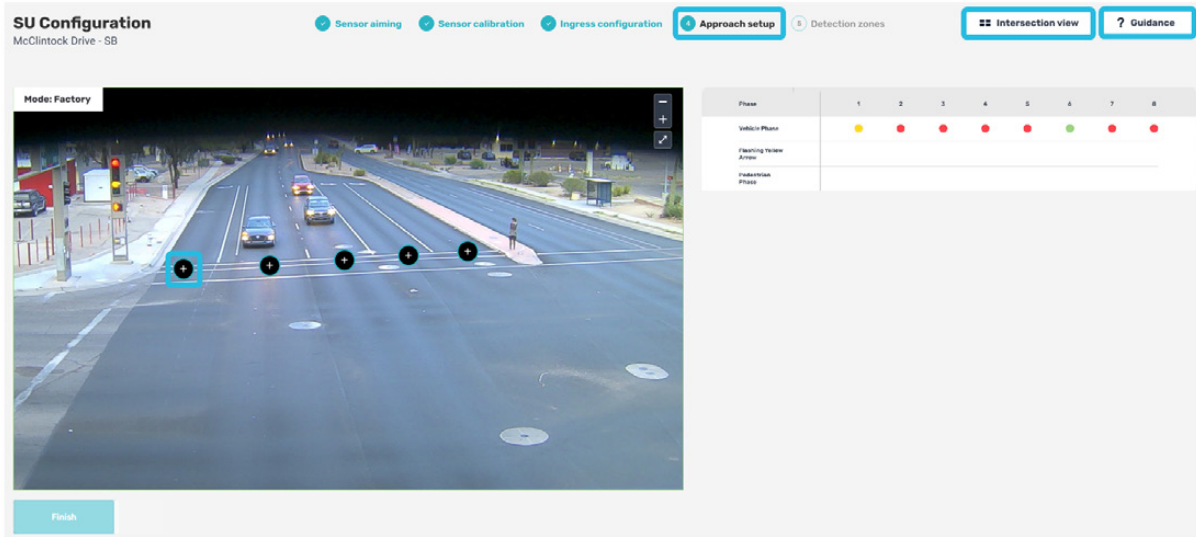 SU Configuration
McClintock Drive - SB
Sensor aiming
Sensor calibration
Ingress configuration
4 Approach setup
5 Detection zones
Intersection view
? Guidance
Mode: Factory
Phase 1 2 3 4 5 6 7 8
Vehicle Phase
Flashing Yellow
Arrow
Pedestrian
Phase
Finish